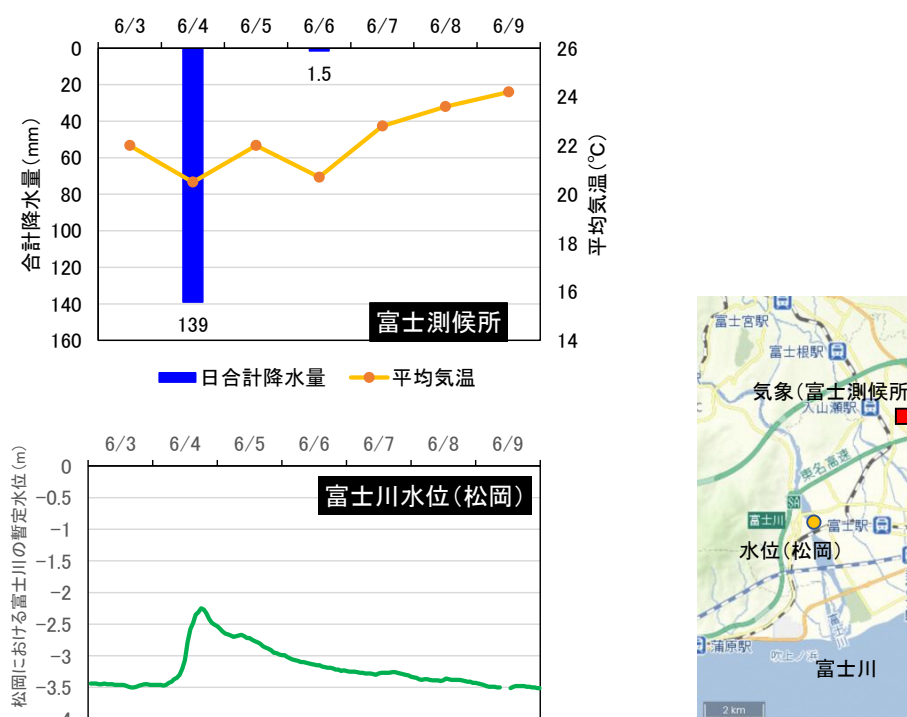 6/3 6/4 6/5 6/6 6/7 6/8 6/9
合計降水量(mm)
0
20
40
60
80
100
120
140
160
1.5
139
富士測候所
26
24
22
20
18
16
14
平均気温(℃)
日合計降水量 平均気温
松岡における富士川の暫定水位(m)
6/3 6/4 6/5 6/6 6/7 6/8 6/9
0
−0.5
−1
−1.5
−2
−2.5
−3
−3.5
富士川水位(松岡)
富士宮駅
富士根駅
気象(富士測候所
入山瀬駅
東名高速
SA
富士川
富士駅
水位(松岡)
蒲原駅
吹上ノ浜
富士川
2 km